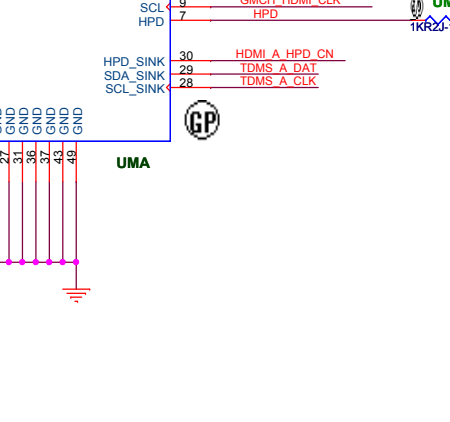 SCL 9 GMCH_HDMI_CLK
HPD 7 HPD
1KR2J-
HPD_SINK 30 HDMI_A_HPD_CN
SDA_SINK 29 TDMS_A_DAT
SCL_SINK 28 TDMS_A_CLK
GP
GND GND GND GND GND GND
27 31 36 37 43 49
UMA